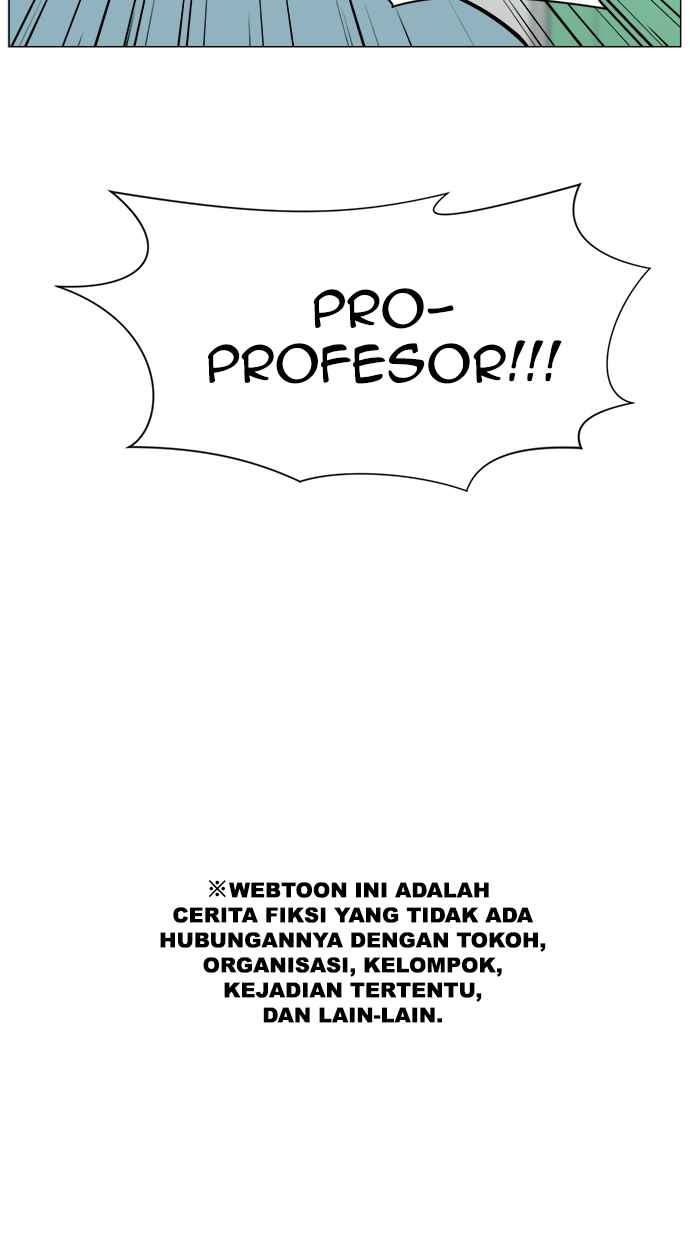 PRO-
PROFESOR!!!
※WEBTOON INI ADALAH
CERITA FIKSI YANG TIDAK ADA
HUBUNGANNYA DENGAN TOKOH,
ORGANISASI, KELOMPOK,
KEJADIAN TERTENTU,
DAN LAIN-LAIN.